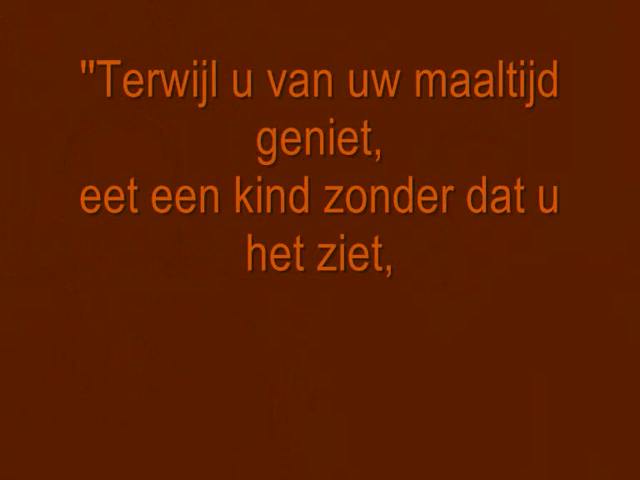 "Terwijl u van uw maaltijd
geniet,
eet een kind zonder dat u
het ziet,